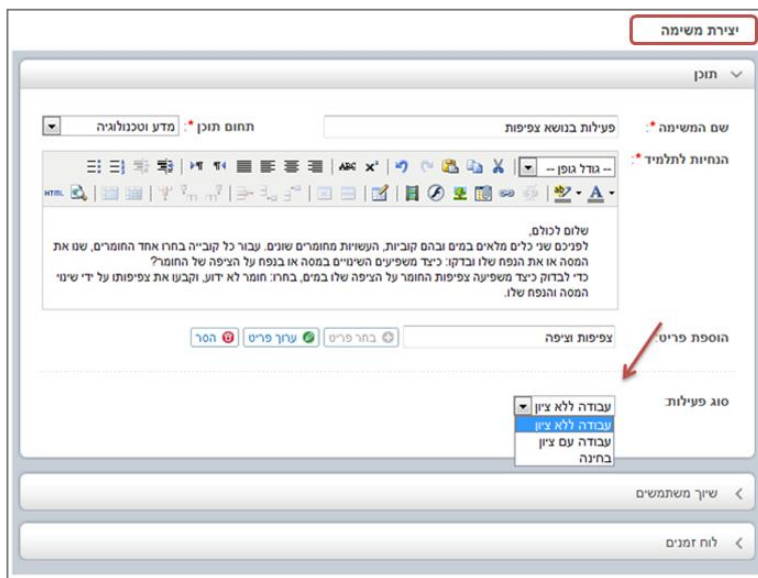 יצירת משימה
תוכן
שם המשימה *: פעילות בנושא צפיפות תחום תוכן *: מדע וטכנולוגיה
הנחיות לתלמיד *: -- גודל גופן -- ABC x²
HTML A
שלום לכולם,
לפניכם שני כלים מלאים במים ובהם קוביות, העשויות מחומרים שונים. עבור כל קובייה בחרו אחד החומרים, שנו את
המסה או את הנפח שלו ובדקו: כיצד משפיעים השינויים במסה או בנפח על הציפה של החומר?
כדי לבדוק כיצד משפיעה צפיפות החומר על הציפה שלו במים, בחרו: חומר לא ידוע, וקבעו את צפיפותו על ידי שינוי
המסה והנפח שלו.
הוספת פריט: צפיפות וציפה בחר פריט ערוך פריט הסר
סוג פעילות: עבודה ללא ציון
עבודה ללא ציון
עבודה עם ציון
בחינה
שיוך משתמשים
לוח זמנים